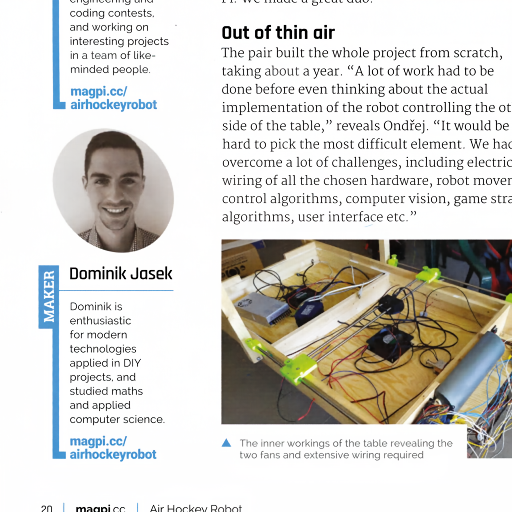 engineering and
coding contests,
and working on
interesting projects
in a team of like-
minded people.
magpi.cc/
airhockeyrobot
MAKER
Dominik Jasek
Dominik is
enthusiastic
for modern
technologies
applied in DIY
projects, and
studied maths
and applied
computer science.
magpi.cc/
airhockeyrobot
We made a great duo.
Out of thin air
The pair built the whole project from scratch,
taking about a year. “A lot of work had to be
done before even thinking about the actual
implementation of the robot controlling the ot
side of the table,” reveals Ondřej. “It would be
hard to pick the most difficult element. We had
overcome a lot of challenges, including electric
wiring of all the chosen hardware, robot mover
control algorithms, computer vision, game stra
algorithms, user interface etc.”
▲ The inner workings of the table revealing the
two fans and extensive wiring required
20 | magpi.cc | Air Hockey Robot